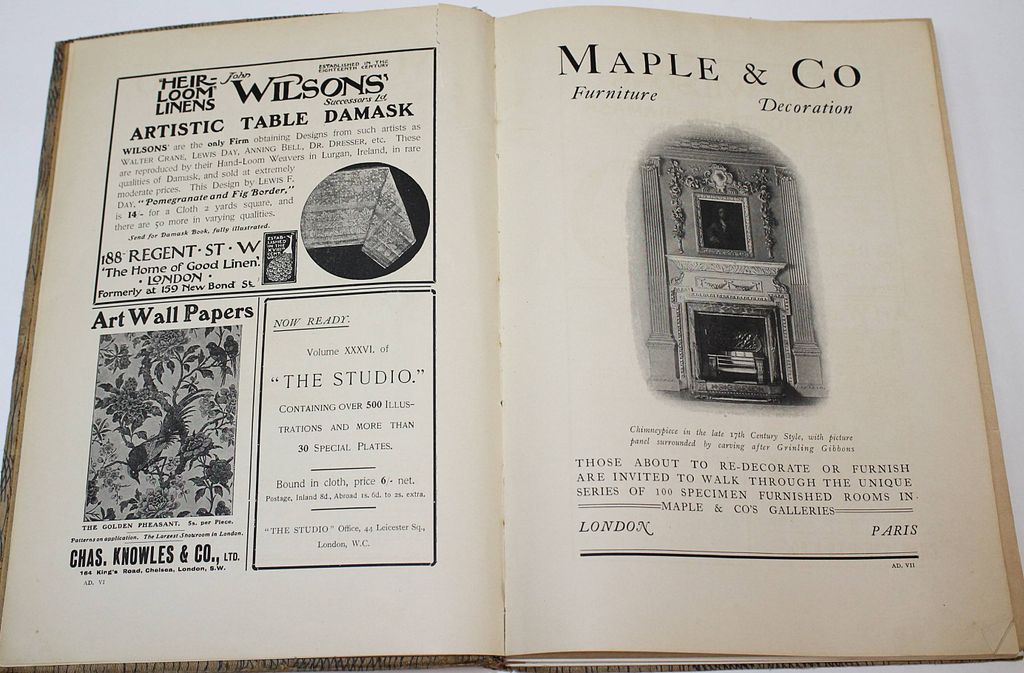 "HEIR-
LOOM"
LINENS
John
WILSONS'
Successors Ld.
ESTABLISHED IN THE
EIGHTEENTH CENTURY
ARTISTIC TABLE DAMASK
WILSONS' are the only Firm obtaining Designs from such artists as
WALTER CRANE, LEWIS DAY, ANNING BELL, DR. DRESSER, etc. These
are reproduced by their Hand-Loom Weavers in Lurgan, Ireland, in rare
qualities of Damask, and sold at extremely
moderate prices. This Design by LEWIS F.
DAY, "Pomegranate and Fig Border,"
is 14/- for a Cloth 2 yards square, and
there are 50 more in varying qualities.
Send for Damask Book, fully illustrated.
188 REGENT · ST · W
'The Home of Good Linen'.
· LONDON ·
Formerly at 159 New Bond St.
ESTAB-
LISHED
IN THE
XVIII
CENTY
Art Wall Papers
THE GOLDEN PHEASANT. 5s. per Piece.
Patterns on application. The Largest Showroom in London.
CHAS. KNOWLES & CO., LTD.
164 King's Road, Chelsea, London, S.W.
AD. VI
NOW READY.
Volume XXXVI. of
"THE STUDIO."
CONTAINING OVER 500 ILLUS-
TRATIONS AND MORE THAN
30 SPECIAL PLATES.
Bound in cloth, price 6/- net.
Postage, Inland 8d., Abroad 1s. 6d. to 2s. extra.
"THE STUDIO" Office, 44 Leicester Sq.,
London, W.C.
MAPLE & CO
Furniture
Decoration
Chimneypiece in the late 17th Century Style, with picture
panel surrounded by carving after Grinling Gibbons
THOSE ABOUT TO RE-DECORATE OR FURNISH
ARE INVITED TO WALK THROUGH THE UNIQUE
SERIES OF 100 SPECIMEN FURNISHED ROOMS IN
MAPLE & CO'S GALLERIES
LONDON
PARIS
AD. VII